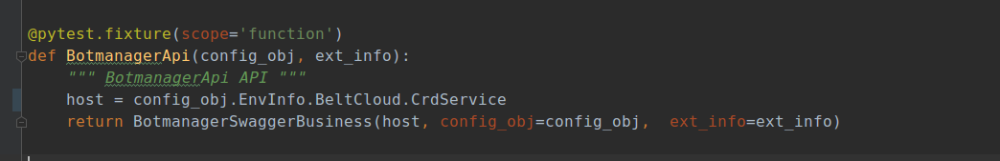 @pytest.fixture(scope='function')
def BotmanagerApi(config_obj, ext_info):
    """ BotmanagerApi API """
    host = config_obj.EnvInfo.BeltCloud.CrdService
    return BotmanagerSwaggerBusiness(host, config_obj=config_obj,  ext_info=ext_info)